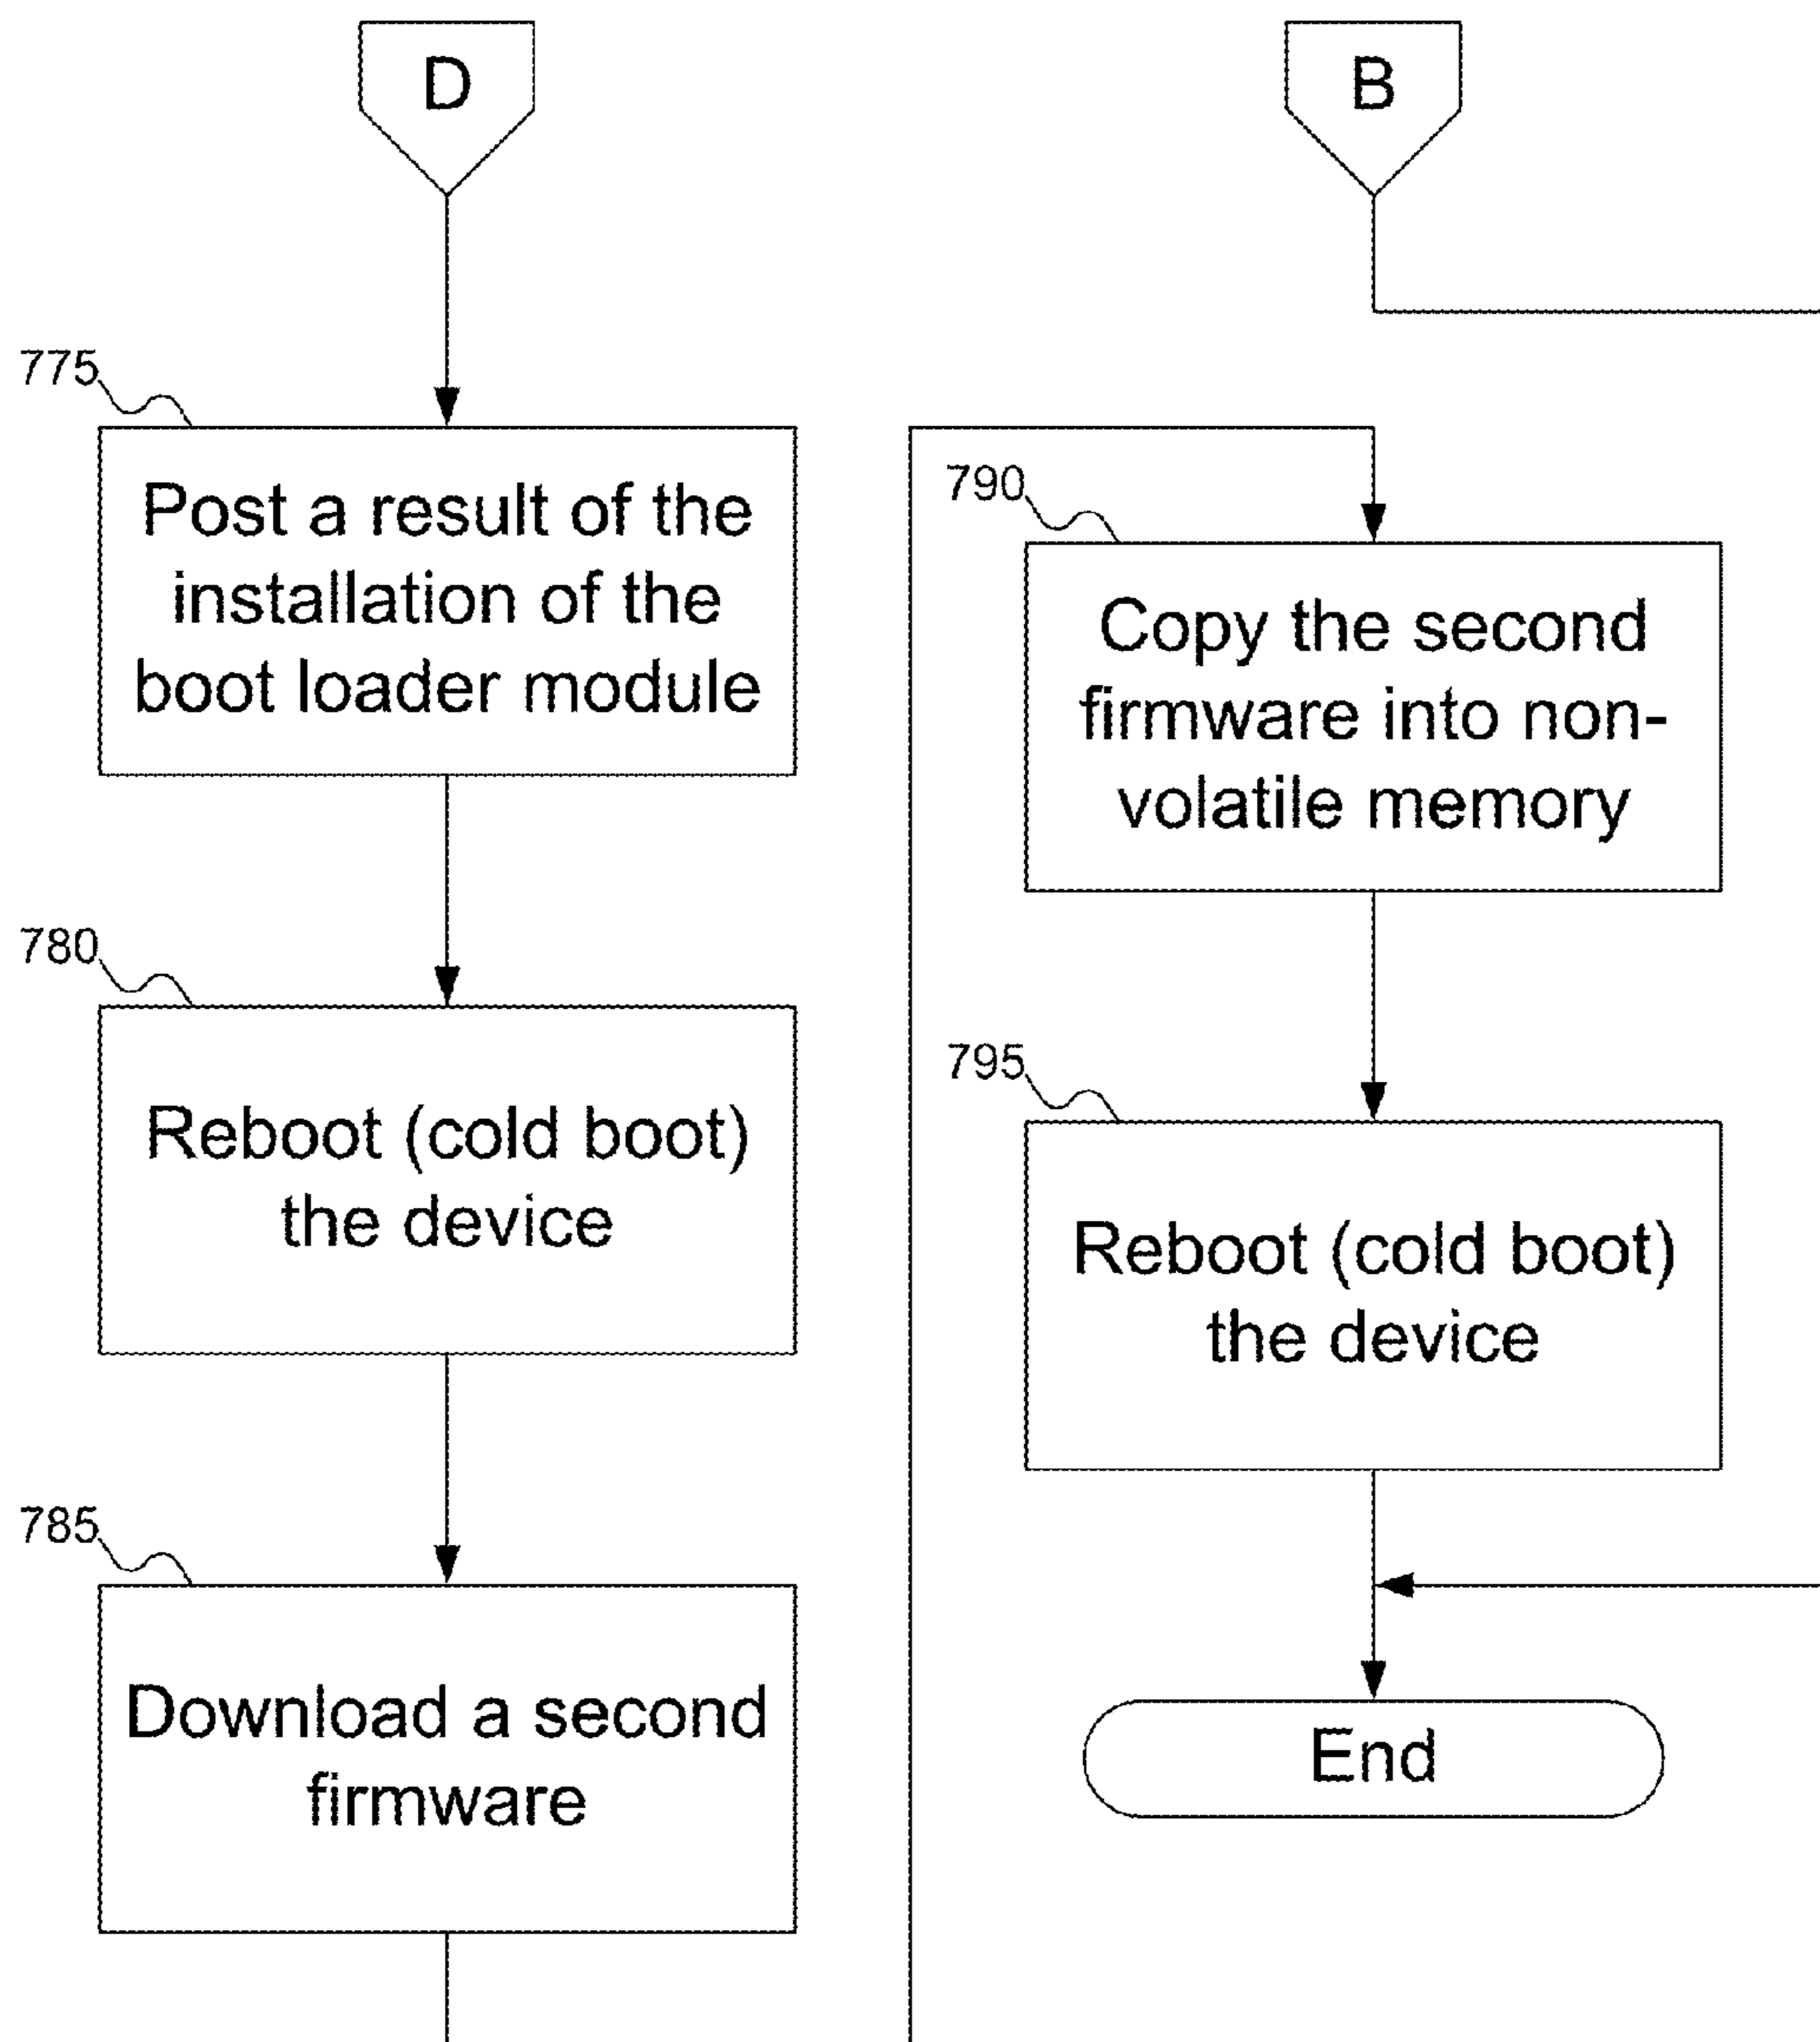 D
775
Post a result of the
installation of the
boot loader module
780
Reboot (cold boot)
the device
785
Download a second
firmware
B
790
Copy the second
firmware into non-
volatile memory
795
Reboot (cold boot)
the device
End